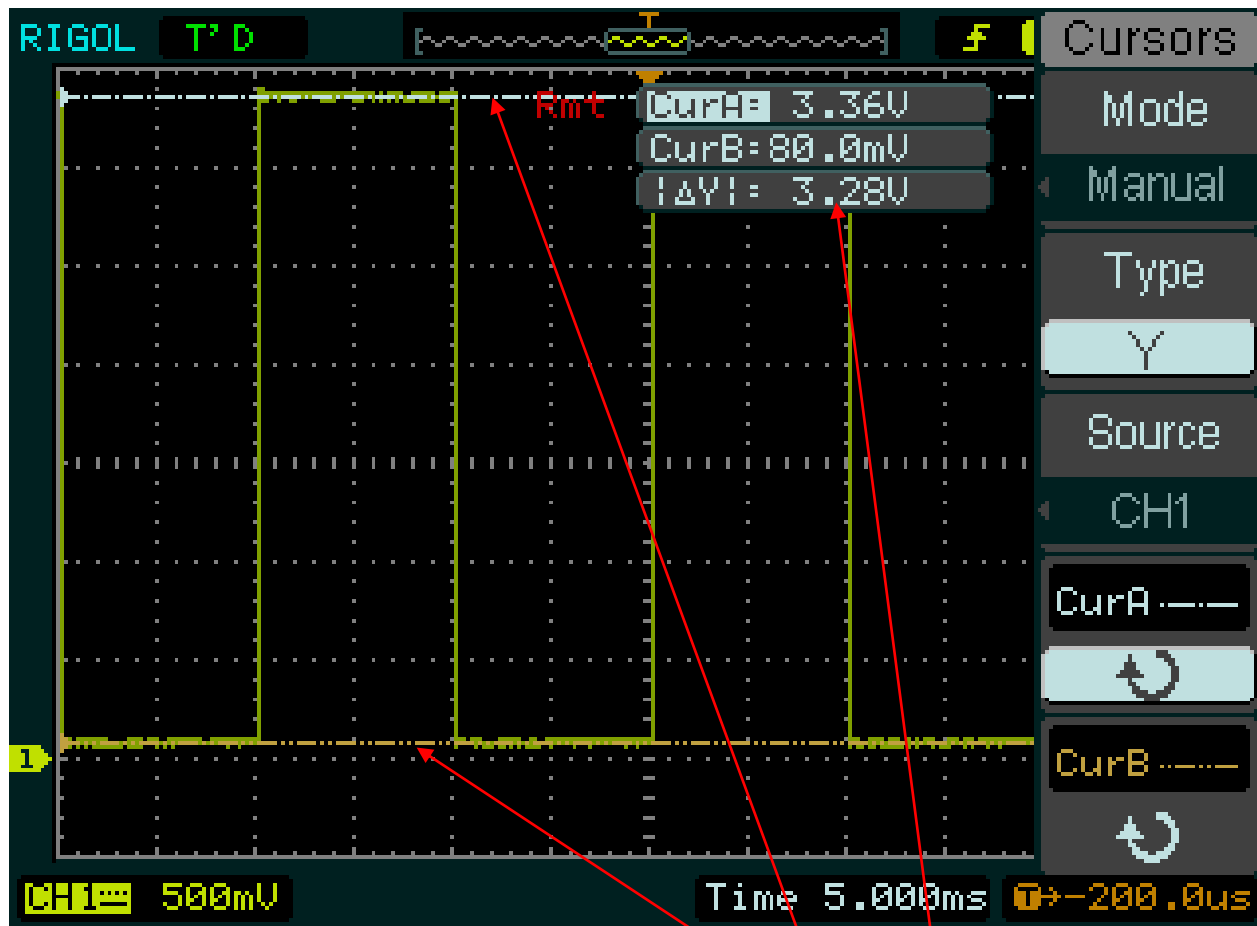 RIGOL T'D T Cursors
Rmt
CurA= 3.36V
CurB=80.0mV
|ΔY|= 3.28V
Mode
Manual
Type
Y
Source
CH1
CurA
1
CurB
CH1 500mV Time 5.000ms T→-200.0us